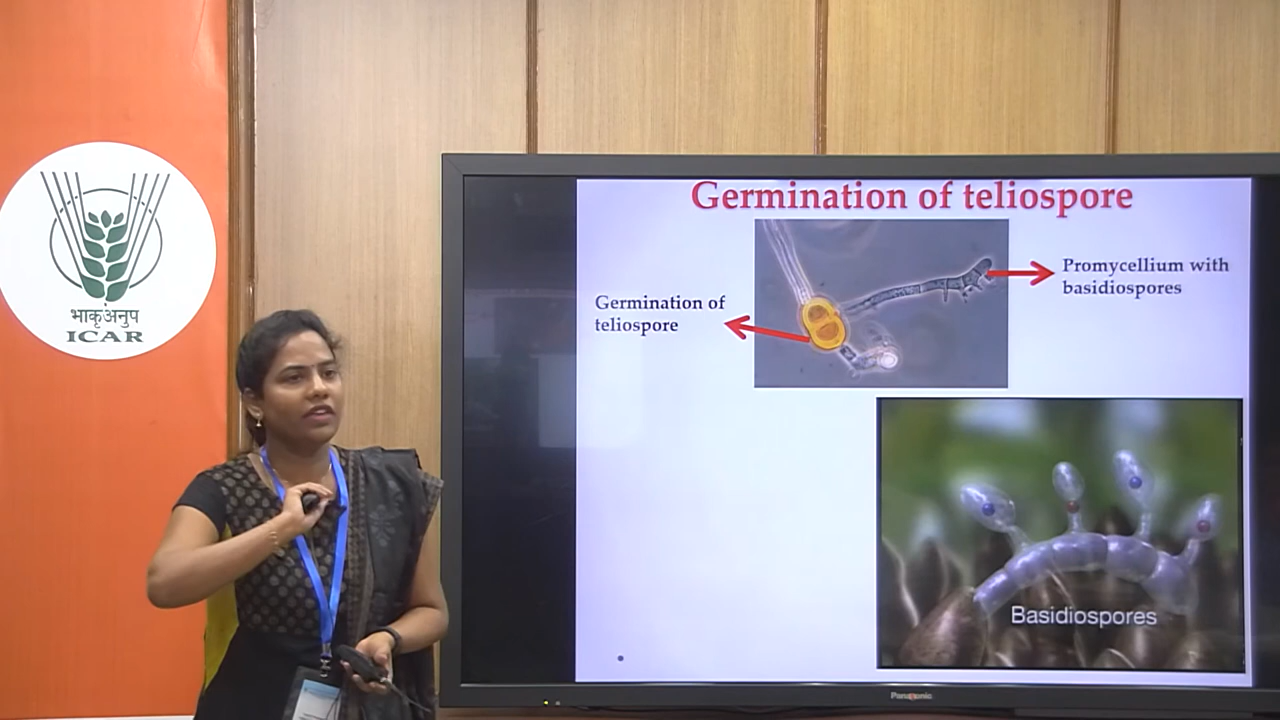 भाकृअनुप
ICAR
Germination of teliospore
Germination of
teliospore
Promycellium with
basidiospores
Basidiospores
Panasonic